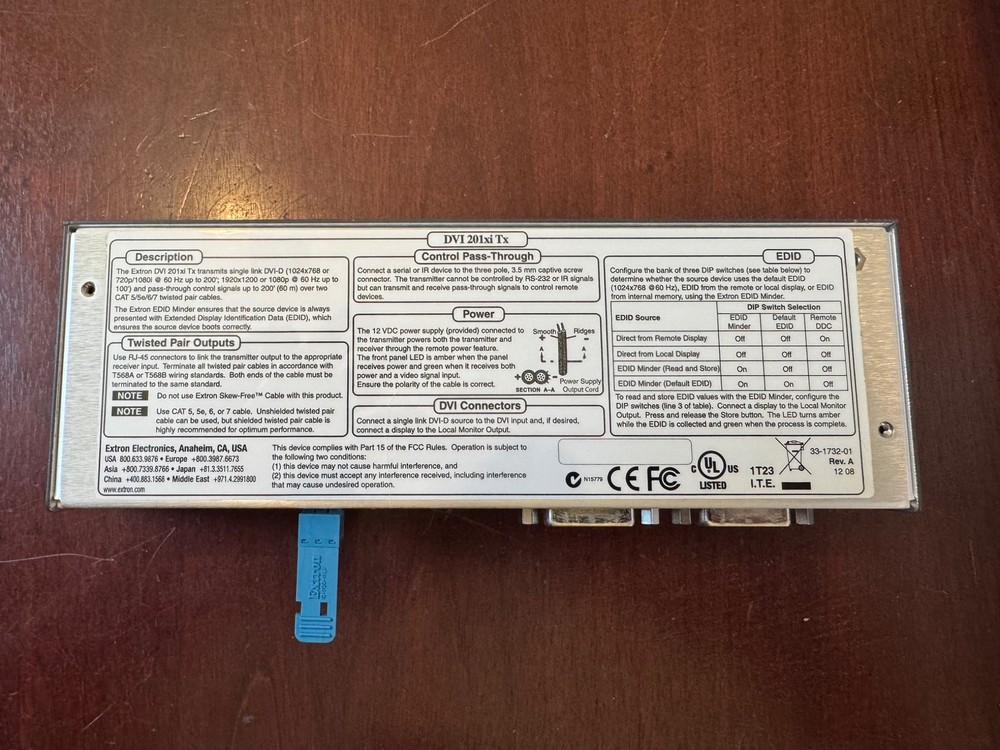 DVI 201xi Tx
Description
The Extron DVI 201xi Tx transmits single link DVI-D (1024x768 or
720p/1080i @ 60 Hz up to 200'; 1920x1200 or 1080p @ 60 Hz up to
100') and pass-through control signals up to 200' (60 m) over two
CAT 5/5e/6/7 twisted pair cables.
The Extron EDID Minder ensures that the source device is always
presented with Extended Display Identification Data (EDID), which
ensures the source device boots correctly.
Twisted Pair Outputs
Use RJ-45 connectors to link the transmitter output to the appropriate
receiver input. Terminate all twisted pair cables in accordance with
T568A or T568B wiring standards. Both ends of the cable must be
terminated to the same standard.
NOTE Do not use Extron Skew-Free™ Cable with this product.
NOTE Use CAT 5, 5e, 6, or 7 cable. Unshielded twisted pair
cable can be used, but shielded twisted pair cable is
highly recommended for optimum performance.
Control Pass-Through
Connect a serial or IR device to the three pole, 3.5 mm captive screw
connector. The transmitter cannot be controlled by RS-232 or IR signals
but can transmit and receive pass-through signals to control remote
devices.
Power
The 12 VDC power supply (provided) connected to
the transmitter powers both the transmitter and
receiver through the remote power feature.
The front panel LED is amber when the panel
receives power and green when it receives both
power and a video signal input.
Ensure the polarity of the cable is correct.
Smooth Ridges
A A
SECTION A–A
Power Supply
Output Cord
DVI Connectors
Connect a single link DVI-D source to the DVI input and, if desired,
connect a display to the Local Monitor Output.
EDID
Configure the bank of three DIP switches (see table below) to
determine whether the source device uses the default EDID
(1024x768 @60 Hz), EDID from the remote or local display, or EDID
from internal memory, using the Extron EDID Minder.
DIP Switch Selection
EDID Source EDID Minder Default EDID Remote DDC
Direct from Remote Display Off Off On
Direct from Local Display Off Off Off
EDID Minder (Read and Store) On Off Off
EDID Minder (Default EDID) On On Off
To read and store EDID values with the EDID Minder, configure the
DIP switches (line 3 of table). Connect a display to the Local Monitor
Output. Press and release the Store button. The LED turns amber
while the EDID is collected and green when the process is complete.
Extron Electronics, Anaheim, CA, USA
USA 800.633.9876 • Europe +800.3987.6673
Asia +800.7339.8766 • Japan +81.3.3511.7655
China +400.883.1568 • Middle East +971.4.2991800
www.extron.com
This device complies with Part 15 of the FCC Rules. Operation is subject to
the following two conditions:
(1) this device may not cause harmful interference, and
(2) this device must accept any interference received, including interference
that may cause undesired operation.
N15779
CE FC
C UL US
LISTED
1T23
I.T.E.
33-1732-01
Rev. A
12 08